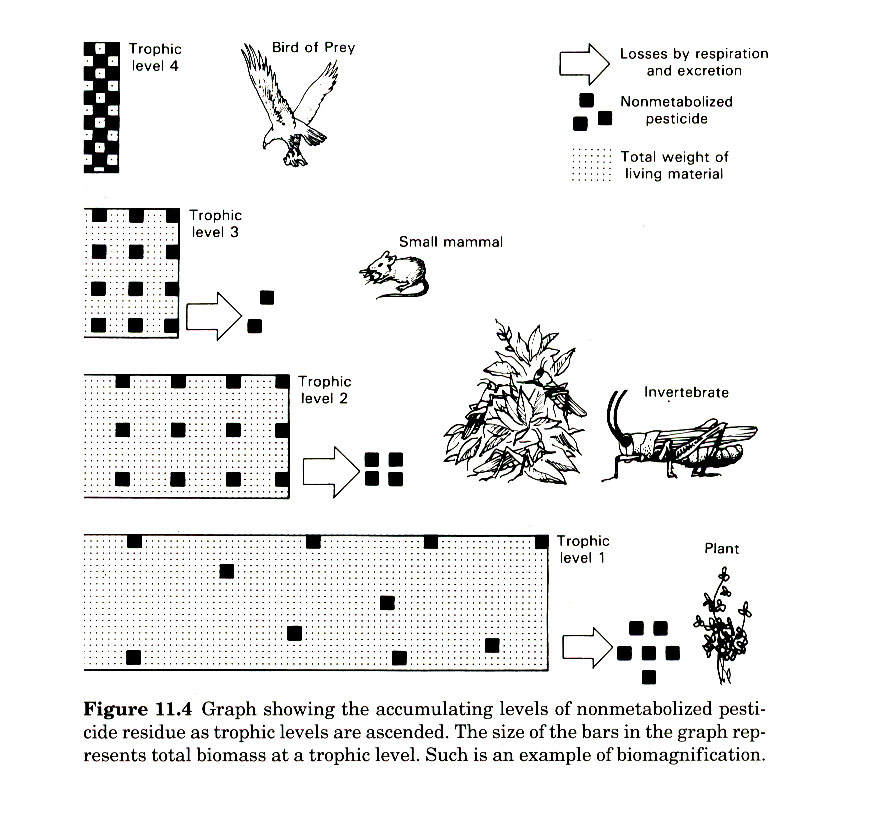 Trophic
level 4
Bird of Prey
Losses by respiration
and excretion
Nonmetabolized
pesticide
Total weight of
living material
Trophic
level 3
Small mammal
Trophic
level 2
Invertebrate
Trophic
level 1
Plant
Figure 11.4 Graph showing the accumulating levels of nonmetabolized pesti-
cide residue as trophic levels are ascended. The size of the bars in the graph rep-
resents total biomass at a trophic level. Such is an example of biomagnification.